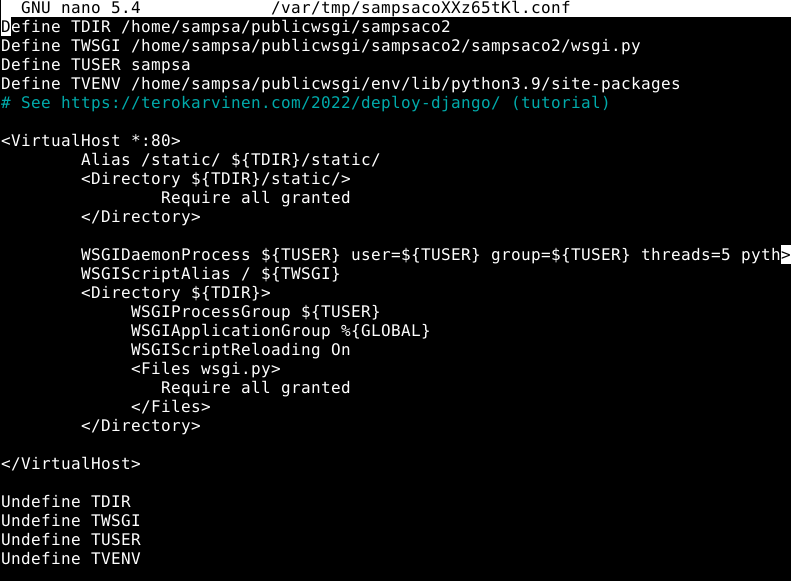 GNU nano 5.4 /var/tmp/sampsacoXXz65tKl.conf
Define TDIR /home/sampsa/publicwsgi/sampsaco2
Define TWSGI /home/sampsa/publicwsgi/sampsaco2/sampsaco2/wsgi.py
Define TUSER sampsa
Define TVENV /home/sampsa/publicwsgi/env/lib/python3.9/site-packages
# See https://terokarvinen.com/2022/deploy-django/ (tutorial)
<VirtualHost *:80>
Alias /static/ ${TDIR}/static/
<Directory ${TDIR}/static/>
Require all granted
</Directory>
WSGIDaemonProcess ${TUSER} user=${TUSER} group=${TUSER} threads=5 pyth>
WSGIScriptAlias / ${TWSGI}
<Directory ${TDIR}>
WSGIProcessGroup ${TUSER}
WSGIApplicationGroup %{GLOBAL}
WSGIScriptReloading On
<Files wsgi.py>
Require all granted
</Files>
</Directory>
</VirtualHost>
Undefine TDIR
Undefine TWSGI
Undefine TUSER
Undefine TVENV